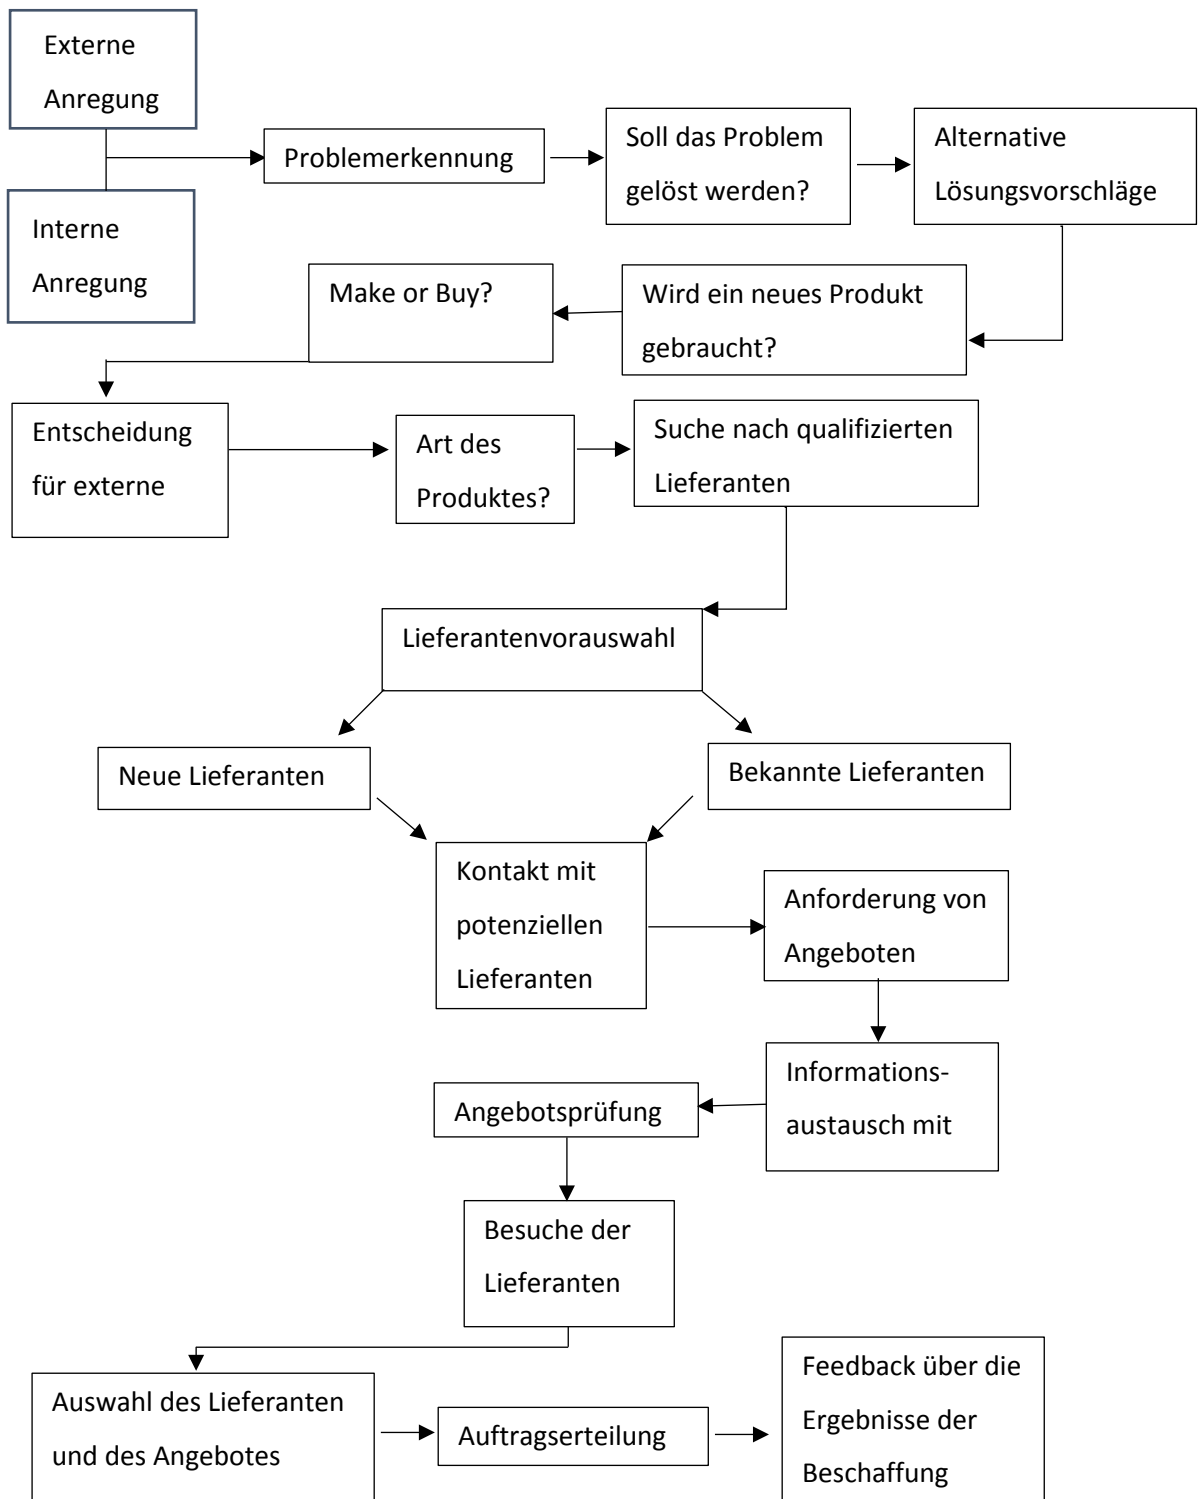 Externe
Anregung
Interne
Anregung
Problemerkennung
Soll das Problem
gelöst werden?
Alternative
Lösungsvorschläge
Wird ein neues Produkt
gebraucht?
Make or Buy?
Entscheidung
für externe
Art des
Produktes?
Suche nach qualifizierten
Lieferanten
Lieferantenvorauswahl
Neue Lieferanten
Bekannte Lieferanten
Kontakt mit
potenziellen
Lieferanten
Anforderung von
Angeboten
Informations-
austausch mit
Angebotsprüfung
Besuche der
Lieferanten
Auswahl des Lieferanten
und des Angebotes
Auftragserteilung
Feedback über die
Ergebnisse der
Beschaffung